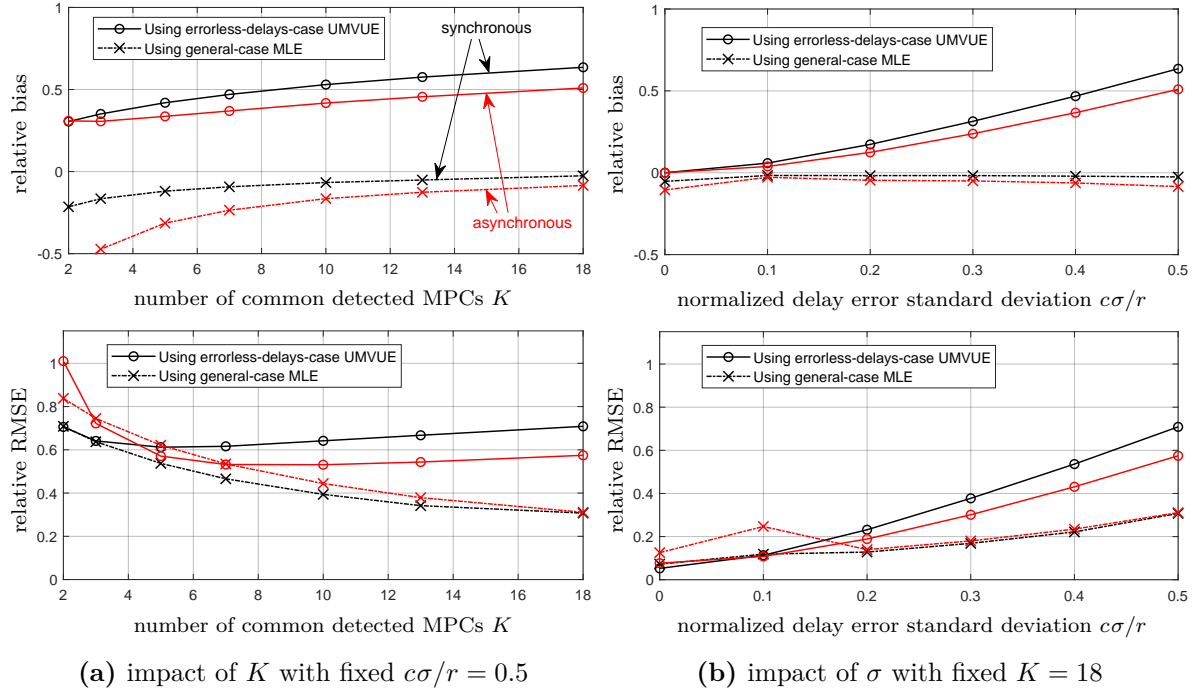 Using errorless-delays-case UMVUE
Using general-case MLE
synchronous
asynchronous
relative bias
1
0.5
0
-0.5
2 4 6 8 10 12 14 16 18
number of common detected MPCs K
Using errorless-delays-case UMVUE
Using general-case MLE
relative bias
1
0.5
0
-0.5
0 0.1 0.2 0.3 0.4 0.5
normalized delay error standard deviation cσ/r
Using errorless-delays-case UMVUE
Using general-case MLE
relative RMSE
1
0.8
0.6
0.4
0.2
0
2 4 6 8 10 12 14 16 18
number of common detected MPCs K
Using errorless-delays-case UMVUE
Using general-case MLE
relative RMSE
1
0.8
0.6
0.4
0.2
0
0 0.1 0.2 0.3 0.4 0.5
normalized delay error standard deviation cσ/r
(a) impact of K with fixed cσ/r = 0.5
(b) impact of σ with fixed K = 18